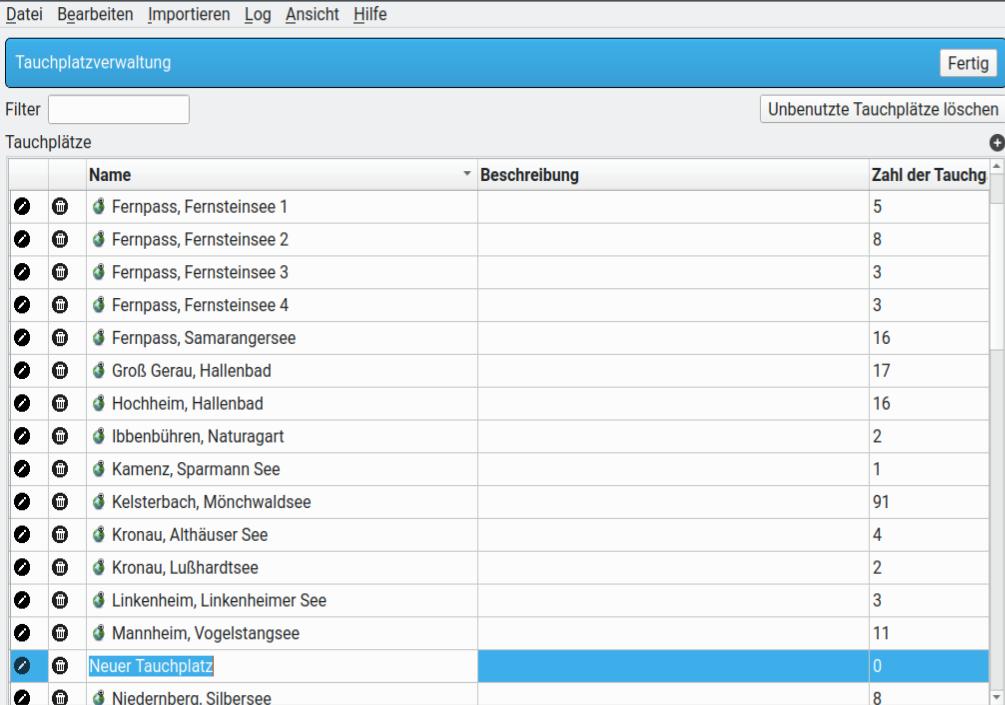 Datei Bearbeiten Importieren Log Ansicht Hilfe
Tauchplatzverwaltung Fertig
Filter Unbenutzte Tauchplätze löschen
Tauchplätze
Name Beschreibung Zahl der Tauchg
Fernpass, Fernsteinsee 1 5
Fernpass, Fernsteinsee 2 8
Fernpass, Fernsteinsee 3 3
Fernpass, Fernsteinsee 4 3
Fernpass, Samarangersee 16
Groß Gerau, Hallenbad 17
Hochheim, Hallenbad 16
Ibbenbühren, Naturagart 2
Kamenz, Sparmann See 1
Kelsterbach, Mönchwaldsee 91
Kronau, Althäuser See 4
Kronau, Lußhardtsee 2
Linkenheim, Linkenheimer See 3
Mannheim, Vogelstangsee 11
Neuer Tauchplatz 0
Niedernberg, Silbersee 8